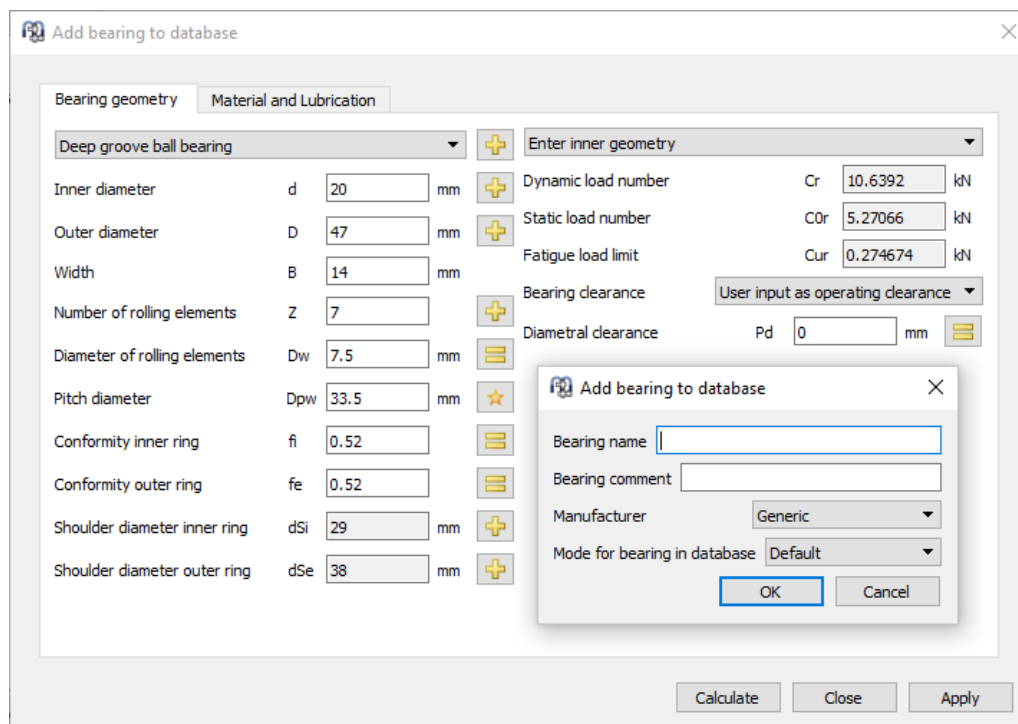 Add bearing to database
Bearing geometry
Material and Lubrication
Deep groove ball bearing
Inner diameter d 20 mm
Outer diameter D 47 mm
Width B 14 mm
Number of rolling elements Z 7
Diameter of rolling elements Dw 7.5 mm
Pitch diameter Dpw 33.5 mm
Conformity inner ring fi 0.52
Conformity outer ring fe 0.52
Shoulder diameter inner ring dSi 29 mm
Shoulder diameter outer ring dSe 38 mm
Enter inner geometry
Dynamic load number Cr 10.6392 kN
Static load number C0r 5.27066 kN
Fatigue load limit Cur 0.274674 kN
Bearing clearance User input as operating clearance
Diametral clearance Pd 0 mm
Add bearing to database
Bearing name
Bearing comment
Manufacturer Generic
Mode for bearing in database Default
OK Cancel
Calculate Close Apply